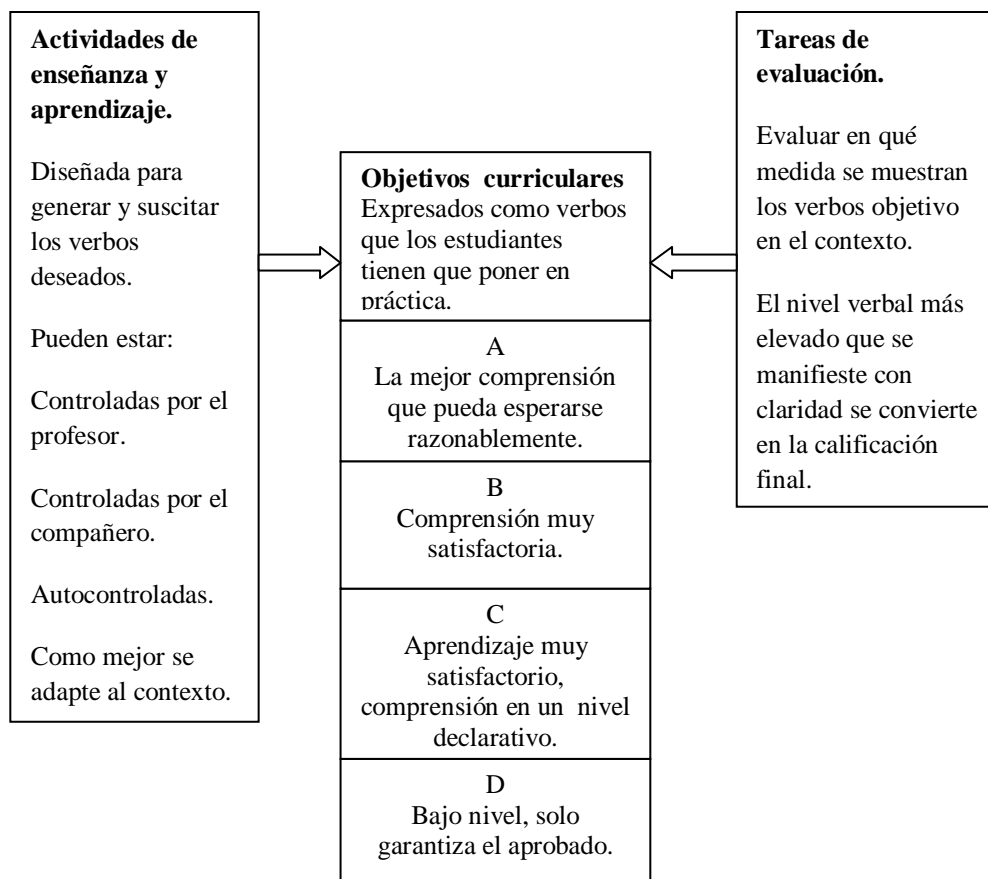 Actividades de
enseñanza y
aprendizaje.
Diseñada para
generar y suscitar
los verbos
deseados.
Pueden estar:
Controladas por el
profesor.
Controladas por el
compañero.
Autocontroladas.
Como mejor se
adapte al contexto.
Objetivos curriculares
Expresados como verbos
que los estudiantes
tienen que poner en
práctica.
A
La mejor comprensión
que pueda esperarse
razonablemente.
B
Comprensión muy
satisfactoria.
C
Aprendizaje muy
satisfactorio,
comprensión en un nivel
declarativo.
D
Bajo nivel, solo
garantiza el aprobado.
Tareas de
evaluación.
Evaluar en qué
medida se muestran
los verbos objetivo
en el contexto.
El nivel verbal más
elevado que se
manifieste con
claridad se convierte
en la calificación
final.